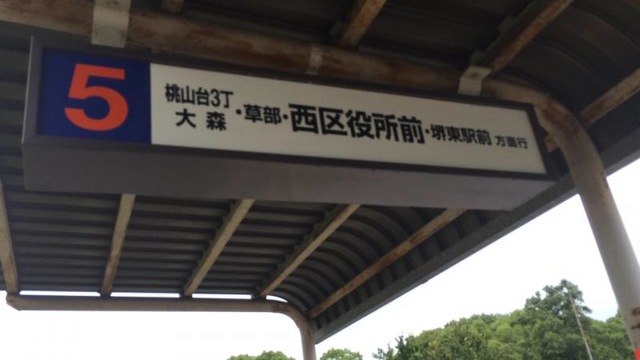 5
桃山台3丁
大森
・草部・西区役所前・堺東駅前 方面行